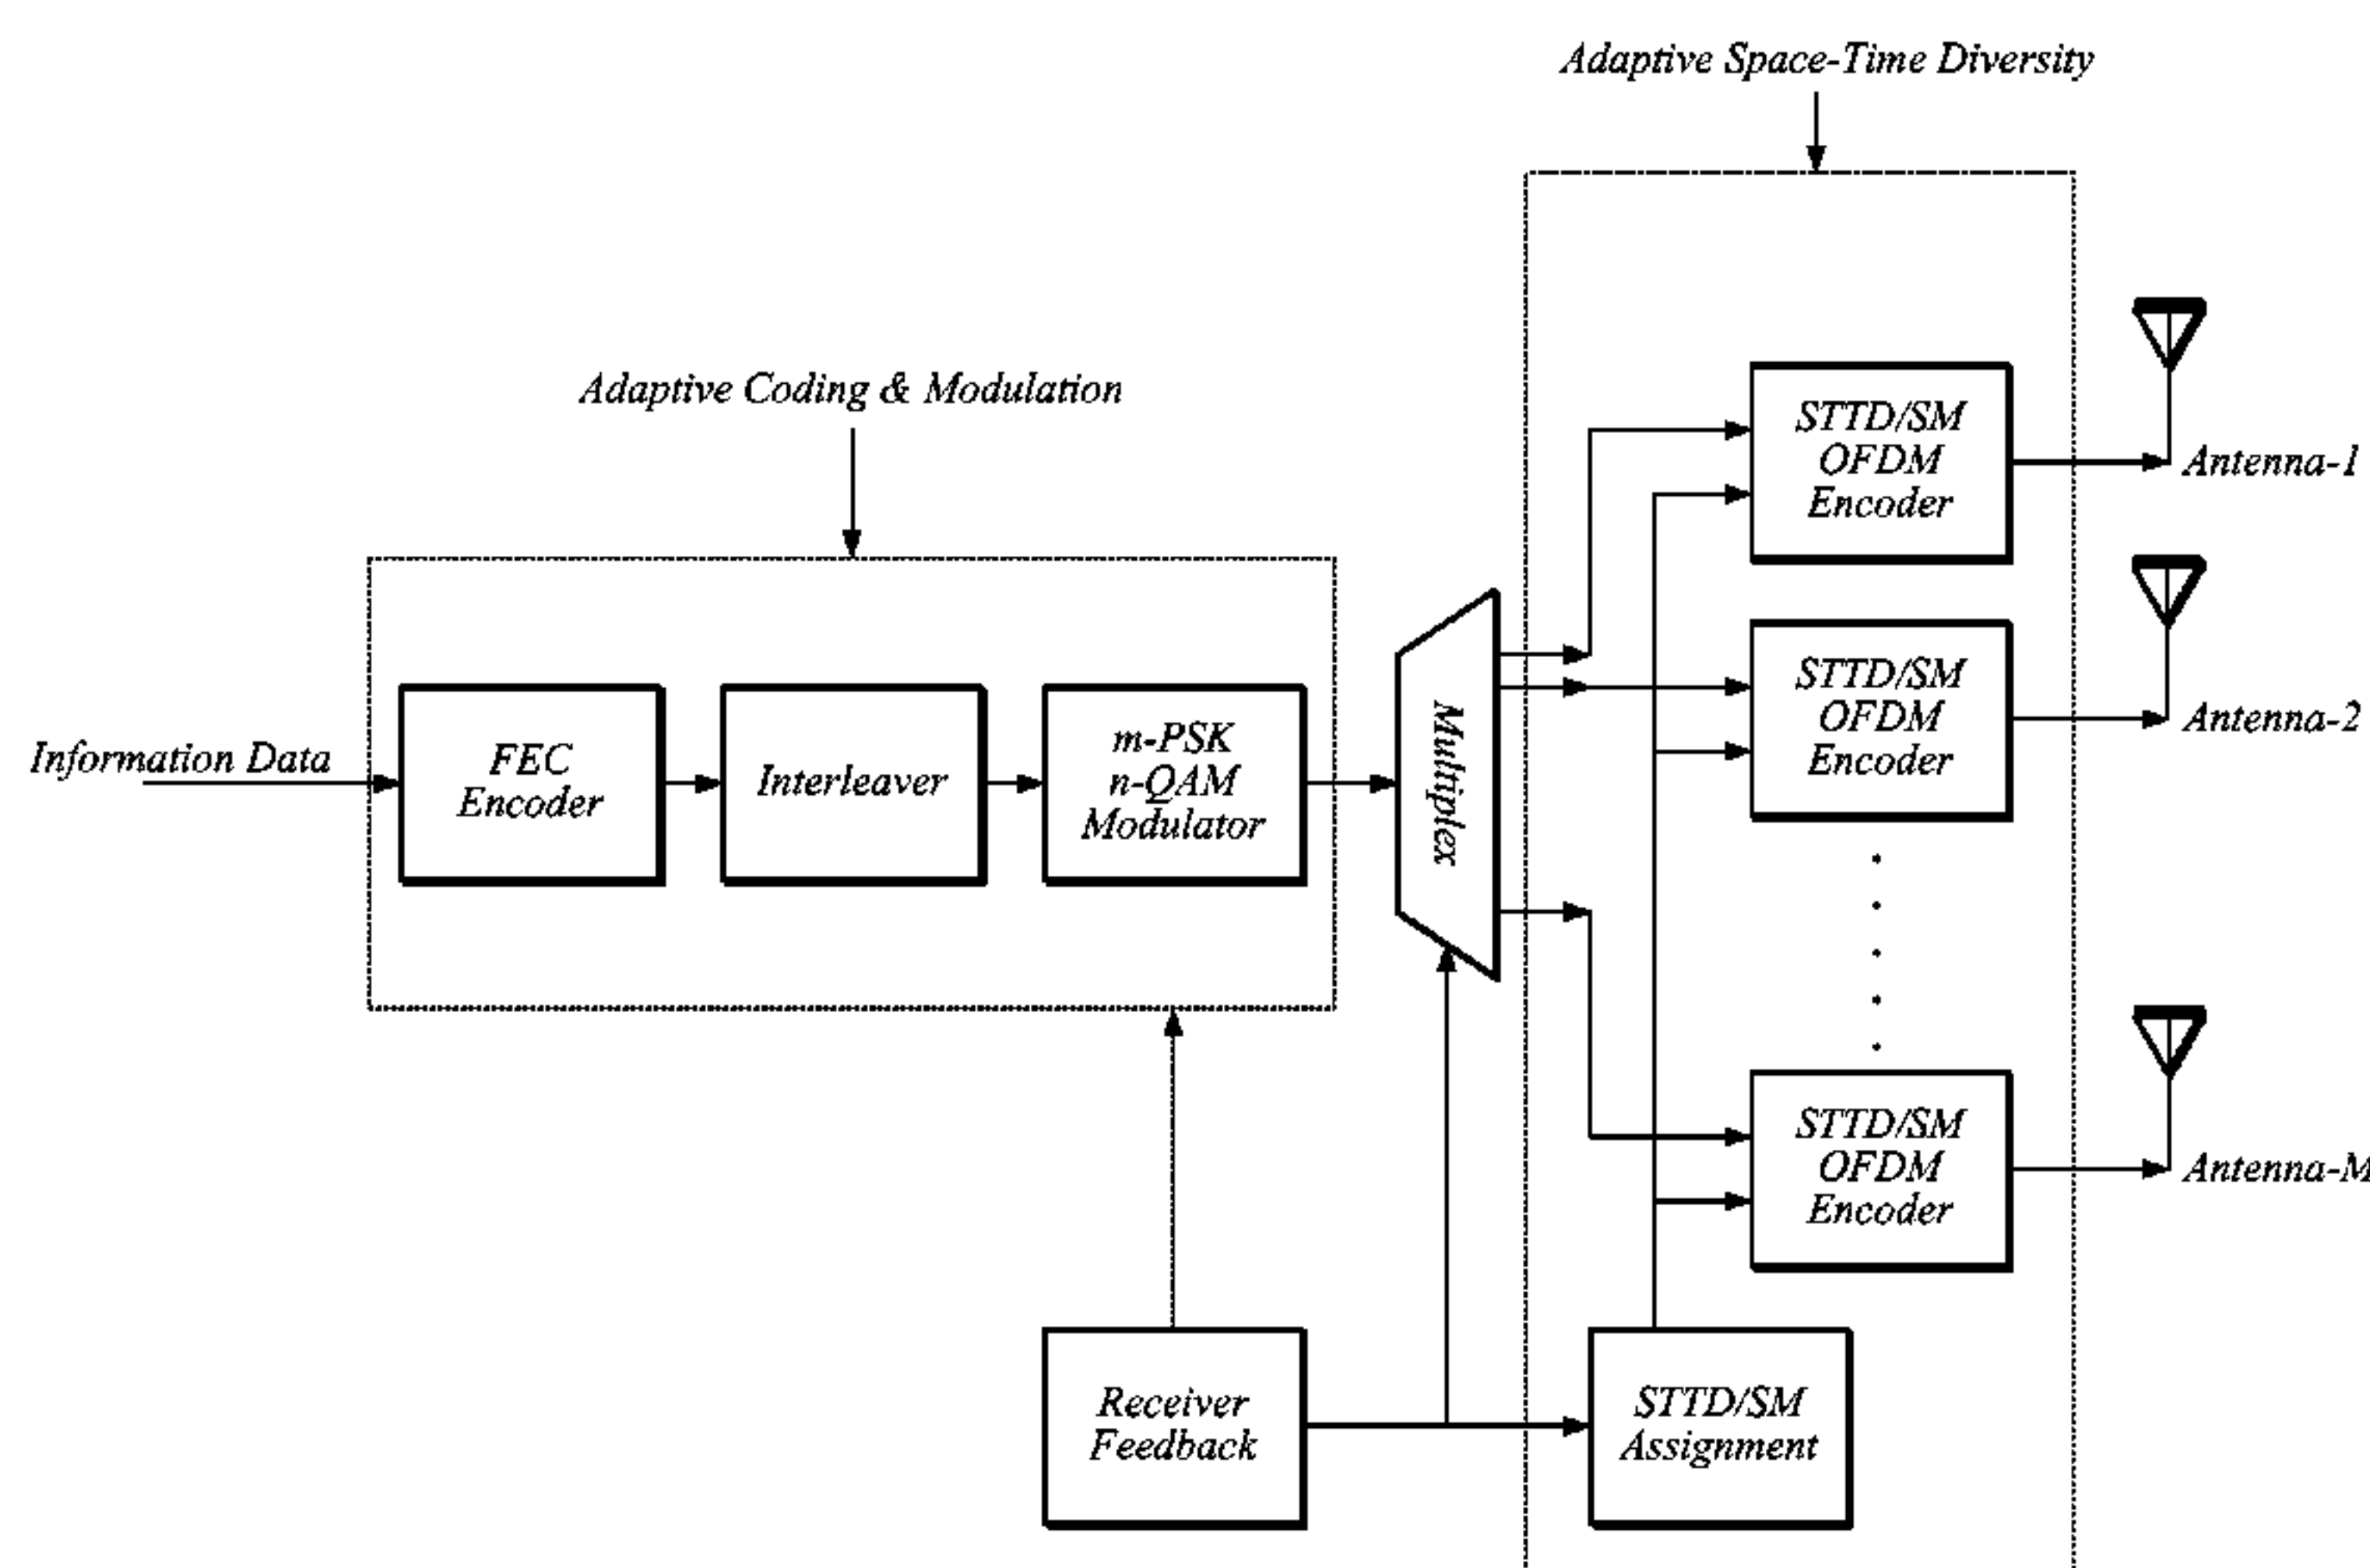 Adaptive Space-Time Diversity
Adaptive Coding & Modulation
STTD/SM
OFDM
Encoder
Antenna-1
Information Data
FEC
Encoder
Interleaver
m-PSK
n-QAM
Modulator
Multiplex
STTD/SM
OFDM
Encoder
Antenna-2
STTD/SM
OFDM
Encoder
Antenna-M
Receiver
Feedback
STTD/SM
Assignment